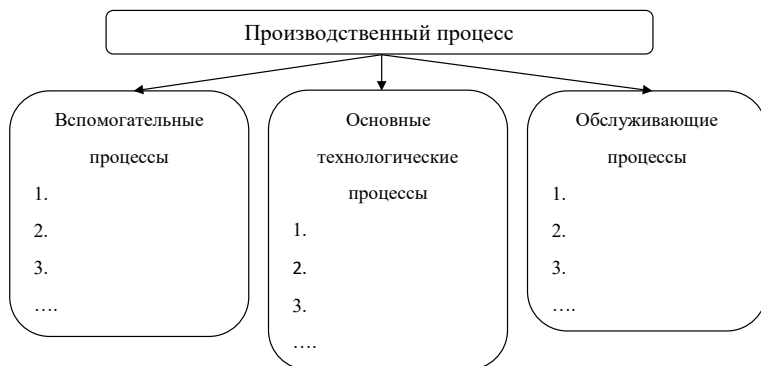 Производственный процесс
Вспомогательные
процессы
1.
2.
3.
….
Основные
технологические
процессы
1.
2.
3.
….
Обслуживающие
процессы
1.
2.
3.
….